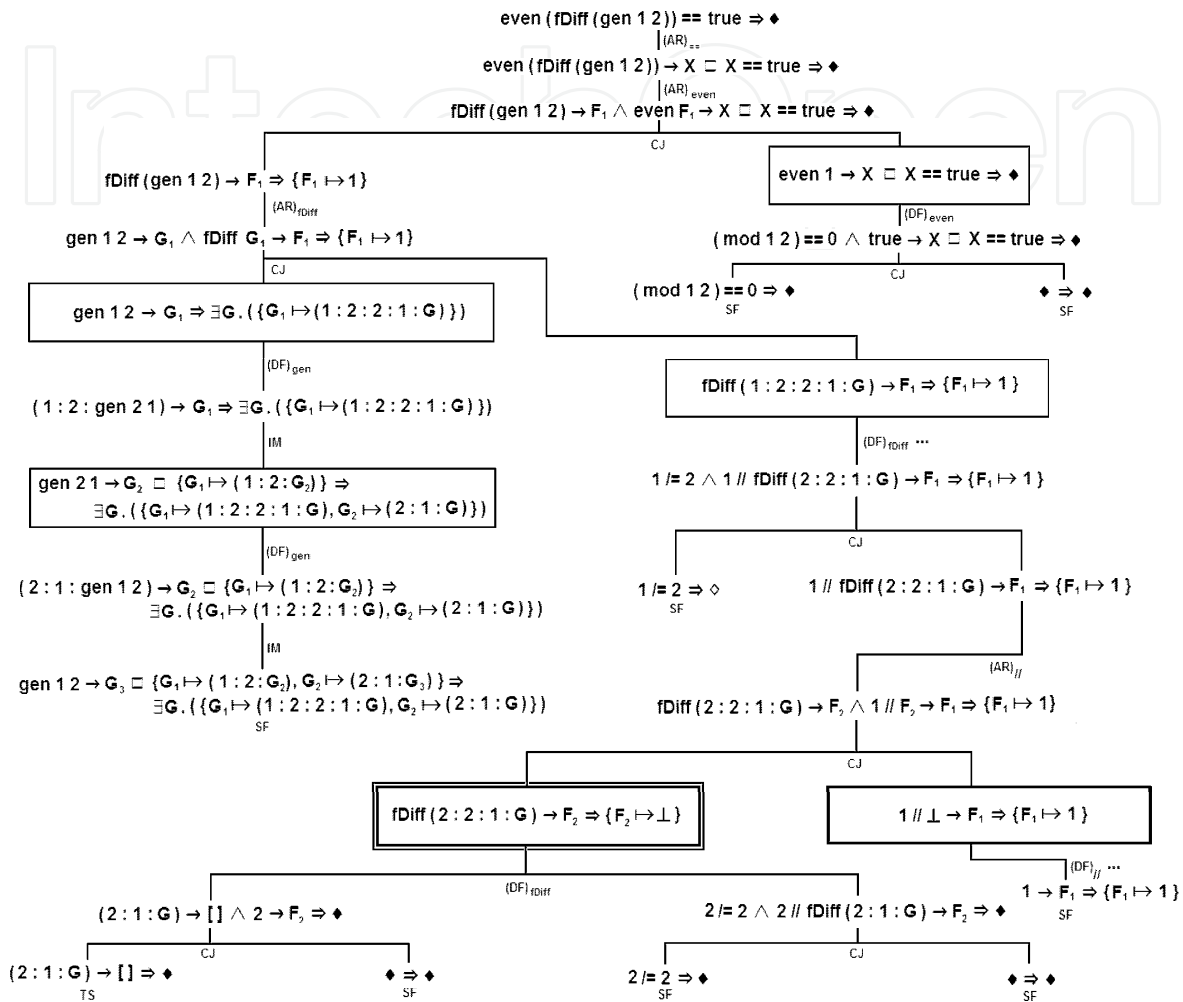 IntechOpen
even (fDiff (gen 1 2)) == true ⇒ ♦
(AR)==
even (fDiff (gen 1 2)) → X □ X == true ⇒ ♦
(AR)even
fDiff (gen 1 2) → F₁ ∧ even F₁ → X □ X == true ⇒ ♦
CJ
fDiff (gen 1 2) → F₁ ⇒ {F₁ ↦ 1}
even 1 → X □ X == true ⇒ ♦
(AR)fDiff
(DF)even
gen 1 2 → G₁ ∧ fDiff G₁ → F₁ ⇒ {F₁ ↦ 1}
( mod 1 2 ) == 0 ∧ true → X □ X == true ⇒ ♦
CJ
CJ
gen 1 2 → G₁ ⇒ ∃G. ({G₁ ↦ (1 : 2 : 2 : 1 : G)})
( mod 1 2 ) == 0 ⇒ ♦
SF
♦ ⇒ ♦
SF
(DF)gen
fDiff (1 : 2 : 2 : 1 : G) → F₁ ⇒ {F₁ ↦ 1}
(1 : 2 : gen 2 1) → G₁ ⇒ ∃G. ({G₁ ↦ (1 : 2 : 2 : 1 : G)})
(DF)fDiff ...
IM
gen 2 1 → G₂ □ {G₁ ↦ (1 : 2 : G₂)} ⇒
∃G. ({G₁ ↦ (1 : 2 : 2 : 1 : G), G₂ ↦ (2 : 1 : G)})
1 /= 2 ∧ 1 // fDiff (2 : 2 : 1 : G) → F₁ ⇒ {F₁ ↦ 1}
CJ
(DF)gen
(2 : 1 : gen 1 2) → G₂ □ {G₁ ↦ (1 : 2 : G₂)} ⇒
∃G. ({G₁ ↦ (1 : 2 : 2 : 1 : G), G₂ ↦ (2 : 1 : G)})
1 /= 2 ⇒ ◇
SF
1 // fDiff (2 : 2 : 1 : G) → F₁ ⇒ {F₁ ↦ 1}
IM
(AR)//
gen 1 2 → G₃ □ {G₁ ↦ (1 : 2 : G₂), G₂ ↦ (2 : 1 : G₃)} ⇒
∃G. ({G₁ ↦ (1 : 2 : 2 : 1 : G), G₂ ↦ (2 : 1 : G)})
SF
fDiff (2 : 2 : 1 : G) → F₂ ∧ 1 // F₂ → F₁ ⇒ {F₁ ↦ 1}
CJ
fDiff (2 : 2 : 1 : G) → F₂ ⇒ {F₂ ↦ ⊥}
1 // ⊥ → F₁ ⇒ {F₁ ↦ 1}
(DF)fDiff
(DF)// ...
1 → F₁ ⇒ {F₁ ↦ 1}
SF
(2 : 1 : G) → [ ] ∧ 2 → F₂ ⇒ ♦
2 /= 2 ∧ 2 // fDiff (2 : 1 : G) → F₂ ⇒ ♦
CJ
CJ
(2 : 1 : G) → [ ] ⇒ ♦
TS
♦ ⇒ ♦
SF
2 /= 2 ⇒ ♦
SF
♦ ⇒ ♦
SF